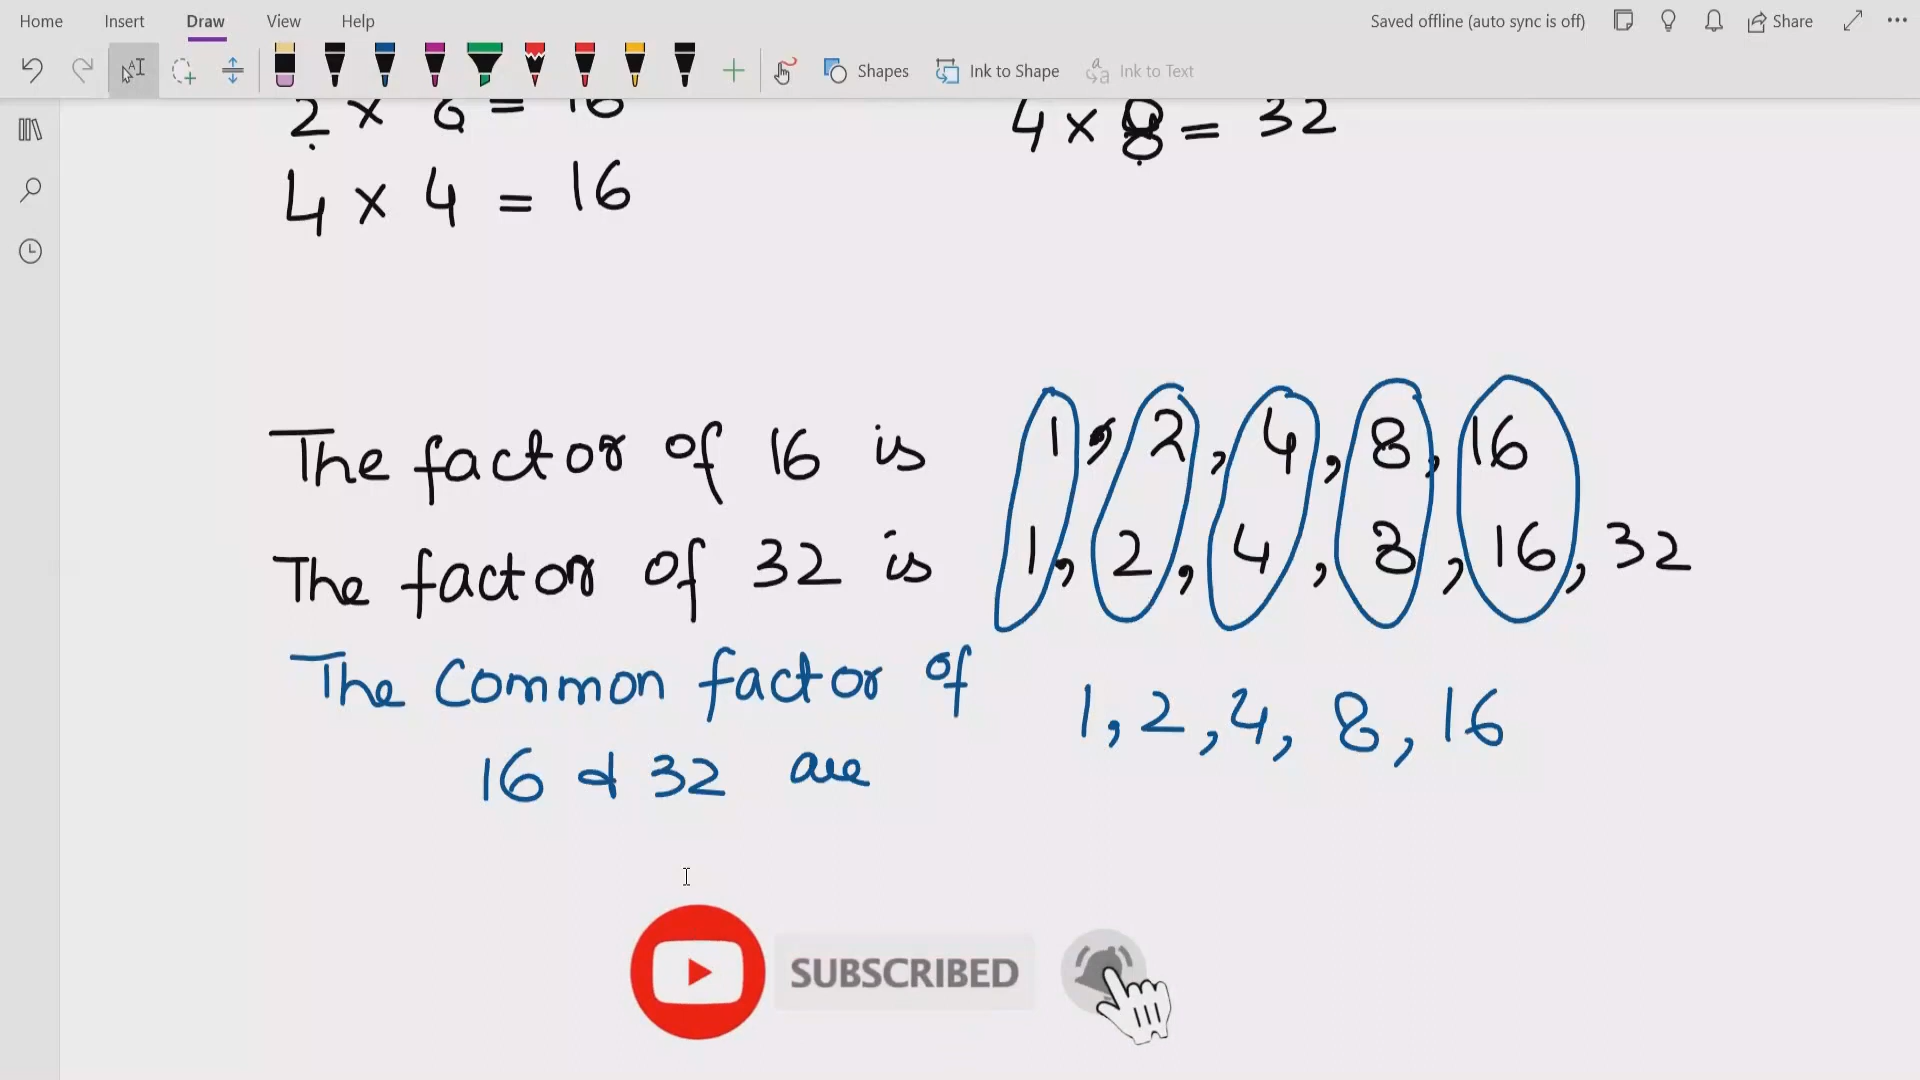 Home Insert Draw View Help Saved offline (auto sync is off) Share
Shapes Ink to Shape Ink to Text
2 × 8 = 16
4 × 8 = 32
4 × 4 = 16
The factor of 16 is 1, 2, 4, 8, 16
The factor of 32 is 1, 2, 4, 8, 16, 32
The Common factor of 1, 2, 4, 8, 16
16 & 32 are
SUBSCRIBED